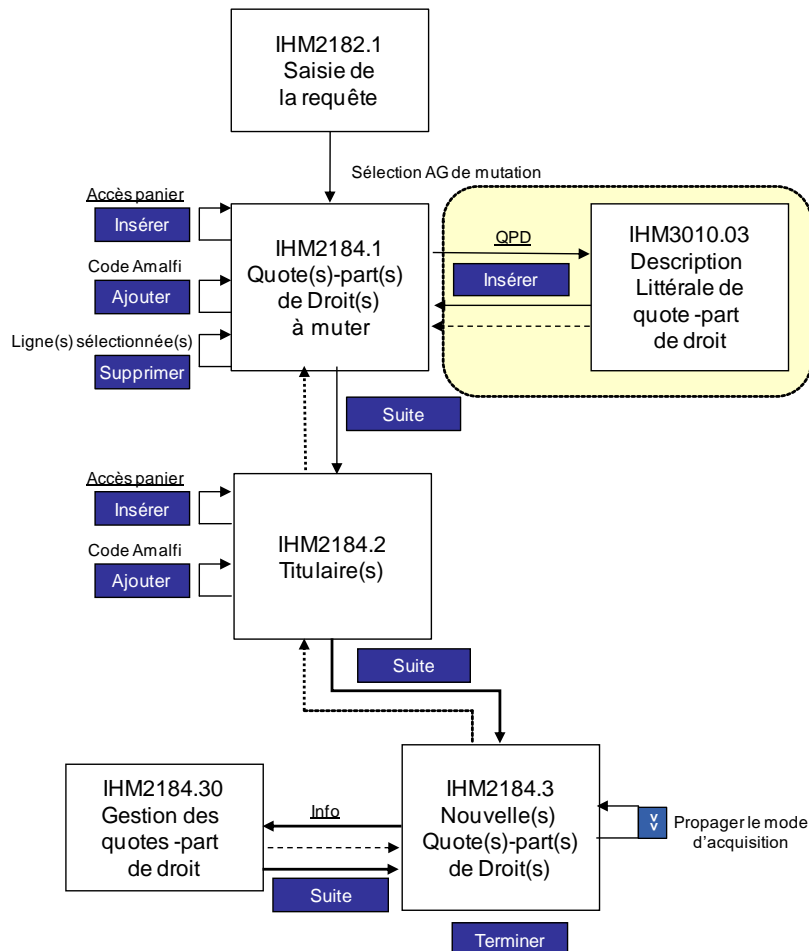 IHM2182.1
Saisie de
la requête
Sélection AG de mutation
Accès panier
Insérer
Code Amalfi
Ajouter
Ligne(s) sélectionnée(s)
Supprimer
IHM2184.1
Quote(s)-part(s)
de Droit(s)
à muter
QPD
Insérer
IHM3010.03
Description
Littérale de
quote -part
de droit
Suite
Accès panier
Insérer
Code Amalfi
Ajouter
IHM2184.2
Titulaire(s)
Suite
IHM2184.30
Gestion des
quotes -part
de droit
Info
Suite
IHM2184.3
Nouvelle(s)
Quote(s)-part(s)
de Droit(s)
v
v
Propager le mode
d'acquisition
Terminer